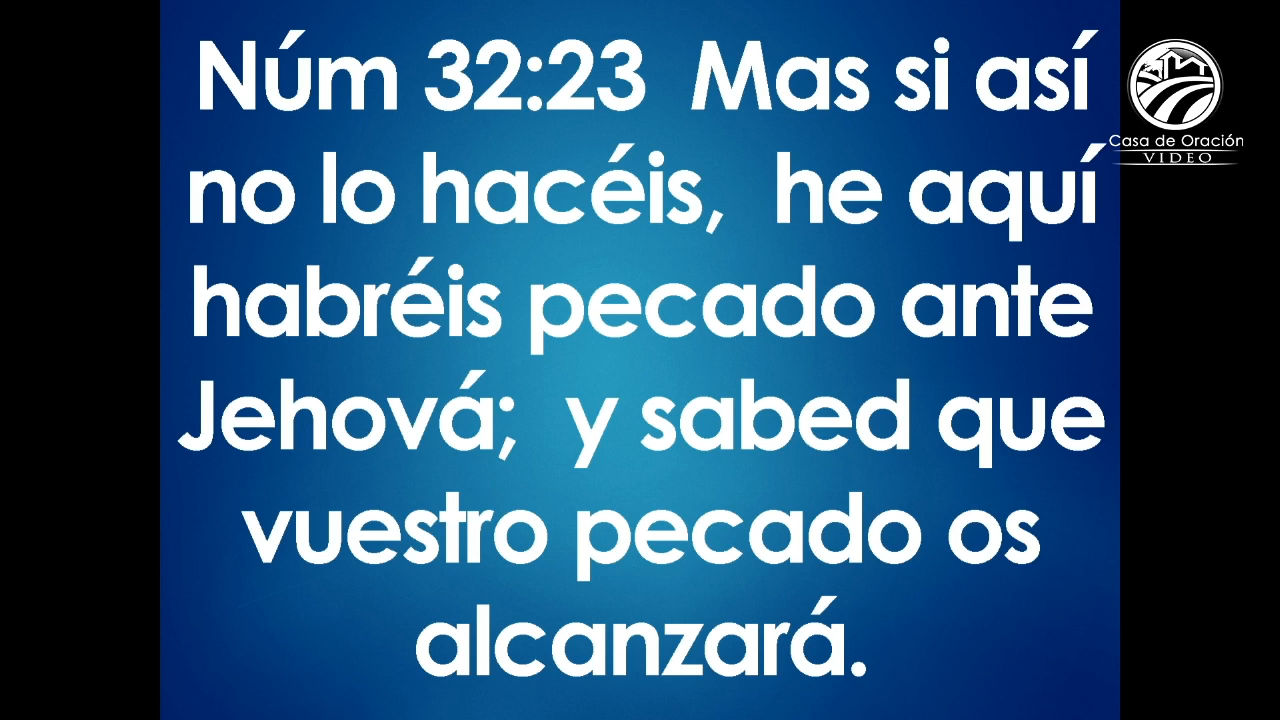 Núm 32:23  Mas si así
no lo hacéis,  he aquí
habréis pecado ante
Jehová;  y sabed que
vuestro pecado os
alcanzará.
Casa de Oración
VIDEO